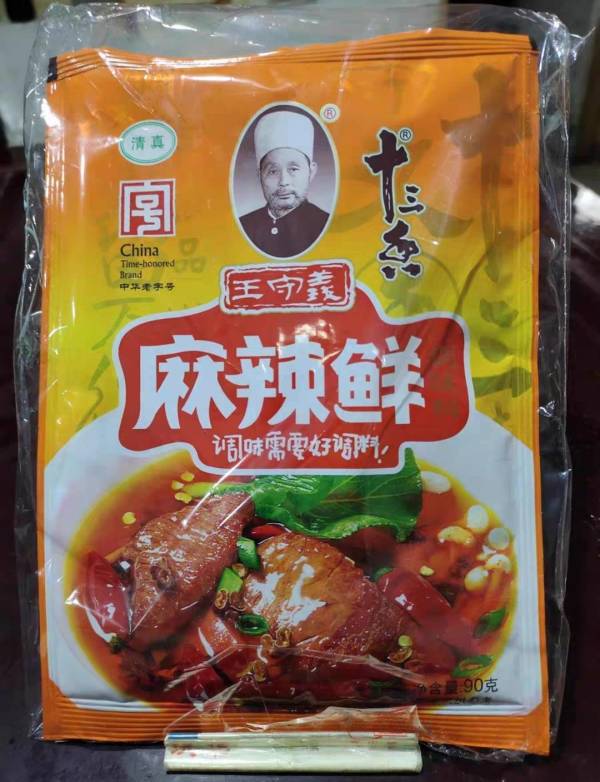 清真
China
Time-honored
Brand
中华老字号
®
®
十三香
王守義
麻辣鲜
调味需要好调料!
净含量:90克